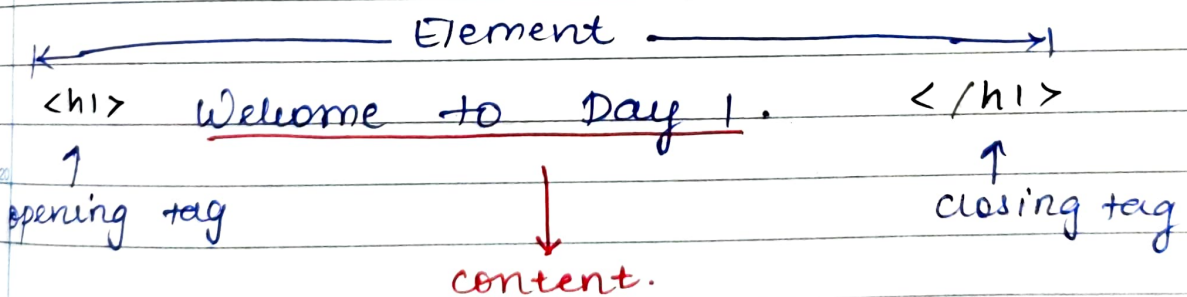 Element
<h1> Welcome to Day 1. </h1>
opening tag closing tag
content.